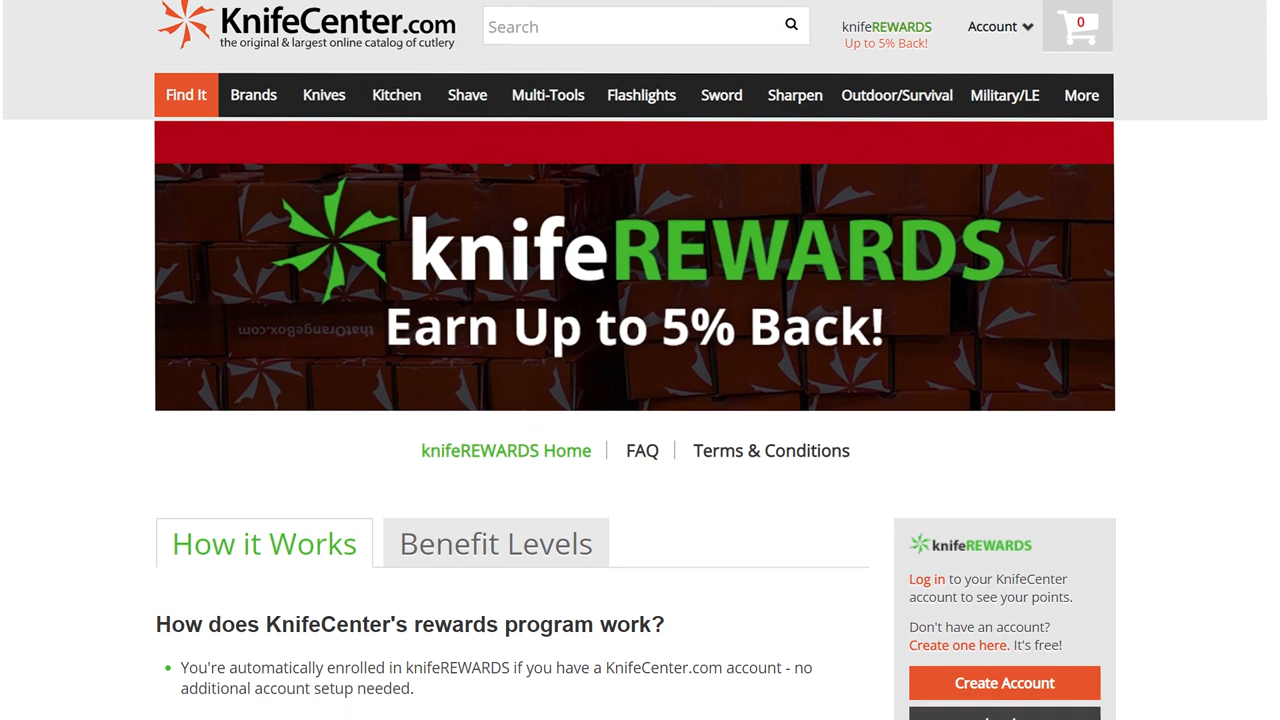 KnifeCenter.com
the original & largest online catalog of cutlery
Search
knifeREWARDS
Up to 5% Back!
Account
0
Find It
Brands
Knives
Kitchen
Shave
Multi-Tools
Flashlights
Sword
Sharpen
Outdoor/Survival
Military/LE
More
knifeREWARDS
thatOrangeBox.com
Earn Up to 5% Back!
knifeREWARDS Home
FAQ
Terms & Conditions
How it Works
Benefit Levels
How does KnifeCenter's rewards program work?
You're automatically enrolled in knifeREWARDS if you have a KnifeCenter.com account - no
additional account setup needed.
knifeREWARDS
Log in to your KnifeCenter
account to see your points.
Don't have an account?
Create one here. It's free!
Create Account